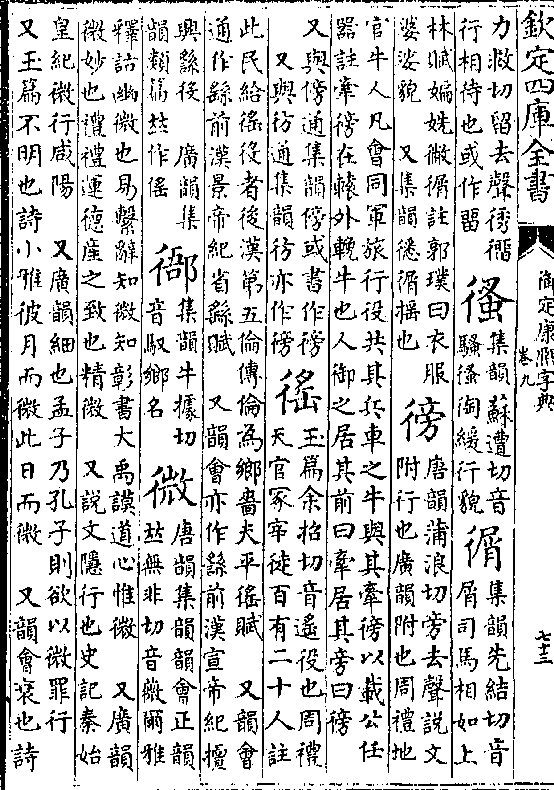 欽定四庫全書
御定康熙字典
卷九
七十三
力救切留去聲
行相待也或作
集韻蘇遭切音
騷緩行貌
㣯
集韻先結切音
屑司馬相如上
林賦媥姺徶㣯註郭璞曰衣服
婆娑貌 又集韻㣯搖也
徬
唐韻蒲浪切旁去聲說文
附行也廣韻附也周禮地
官牛人凡會同軍旅行役共其兵車之牛與其牽徬以載公任
器註牽徬在轅外輓牛也人御之居其前曰牽居其旁曰徬
又與傍通集韻傍或書作徬
又與彷通集韻彷亦作徬
徭
玉篇余招切音遙役也周禮
天官冢宰徒百有二十人註
此民給徭役者後漢第五倫傳倫爲鄉嗇夫平徭賦 又韻會
通作繇前漢景帝紀省繇賦 又韻會亦作繇前漢宣帝紀擅
興繇役 廣韻集
韻類篇𠀤作傜
集韻牛據切
音馭鄉名
微
唐韻集韻韻會正韻
𠀤無非切音薇爾雅
釋詁幽微也易繫辭知微知彰書大禹謨道心惟微 又廣韻
微妙也禮禮運德產之致也精微 又說文隱行也史記秦始
皇紀微行咸陽 又廣韻細也孟子乃孔子則欲以微罪行
又玉篇不明也詩小雅彼月而微此日而微 又韻會衰也詩